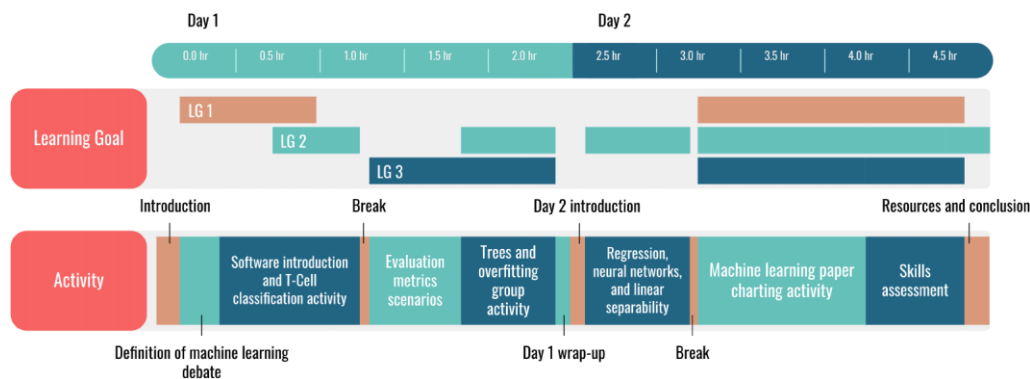 Day 1
Day 2
0.0 hr
0.5 hr
1.0 hr
1.5 hr
2.0 hr
2.5 hr
3.0 hr
3.5 hr
4.0 hr
4.5 hr
Learning Goal
LG 1
LG 2
LG 3
Introduction
Break
Day 2 introduction
Resources and conclusion
Activity
Software introduction
and T-Cell
classification activity
Evaluation
metrics
scenarios
Trees and
overfitting
group
activity
Regression,
neural networks,
and linear
separability
Machine learning paper
charting activity
Skills
assessment
Definition of machine learning
debate
Day 1 wrap-up
Break